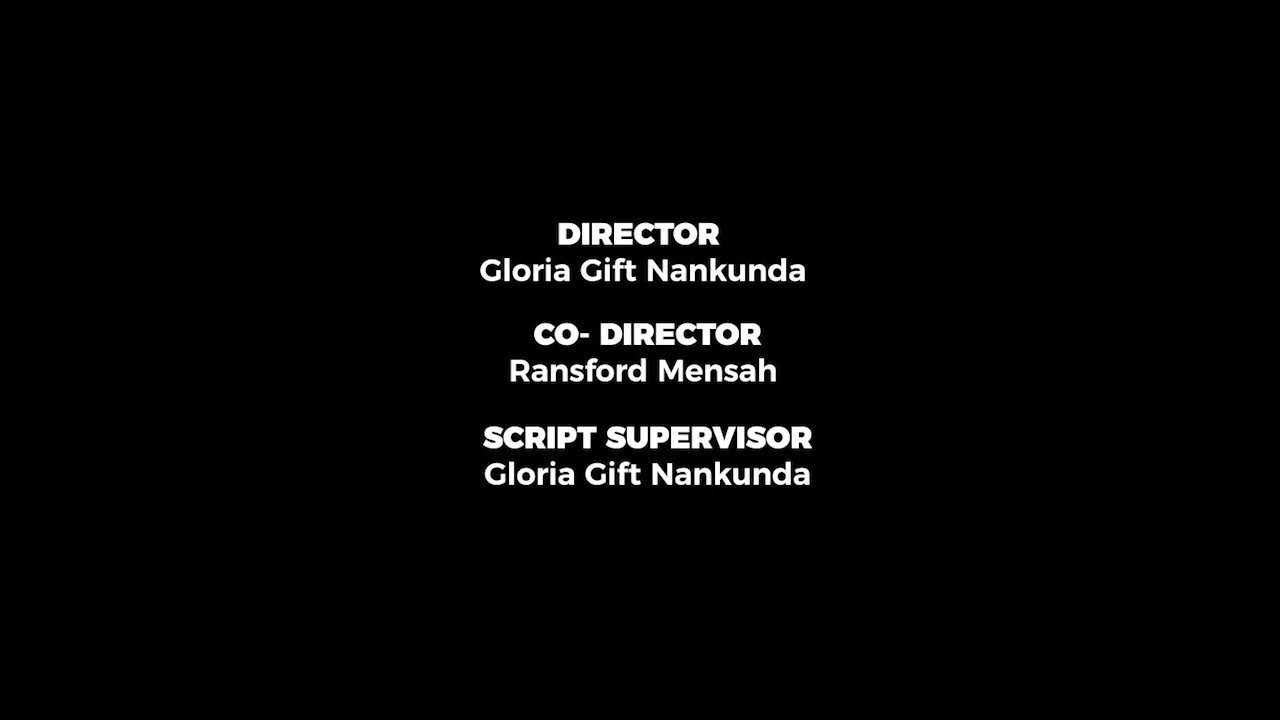 DIRECTOR
Gloria Gift Nankunda
CO- DIRECTOR
Ransford Mensah
SCRIPT SUPERVISOR
Gloria Gift Nankunda